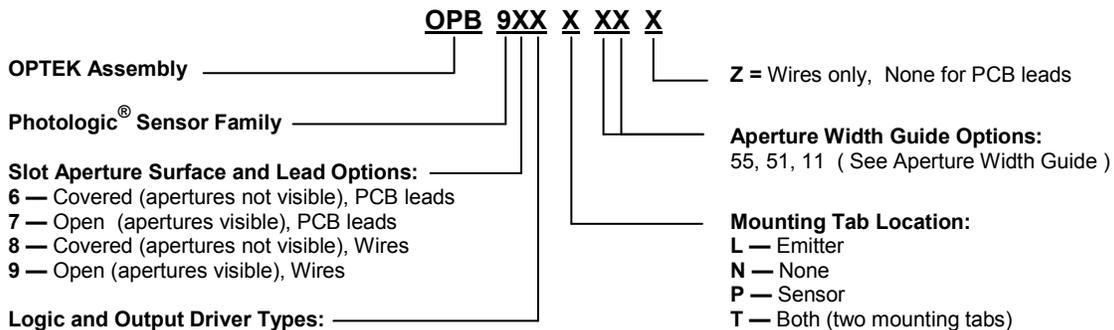 OPB 9XX X XX X
OPTEK Assembly
Photologic® Sensor Family
Slot Aperture Surface and Lead Options:
6 — Covered (apertures not visible), PCB leads
7 — Open (apertures visible), PCB leads
8 — Covered (apertures not visible), Wires
9 — Open (apertures visible), Wires
Logic and Output Driver Types:
Z = Wires only, None for PCB leads
Aperture Width Guide Options:
55, 51, 11 ( See Aperture Width Guide )
Mounting Tab Location:
L — Emitter
N — None
P — Sensor
T — Both (two mounting tabs)